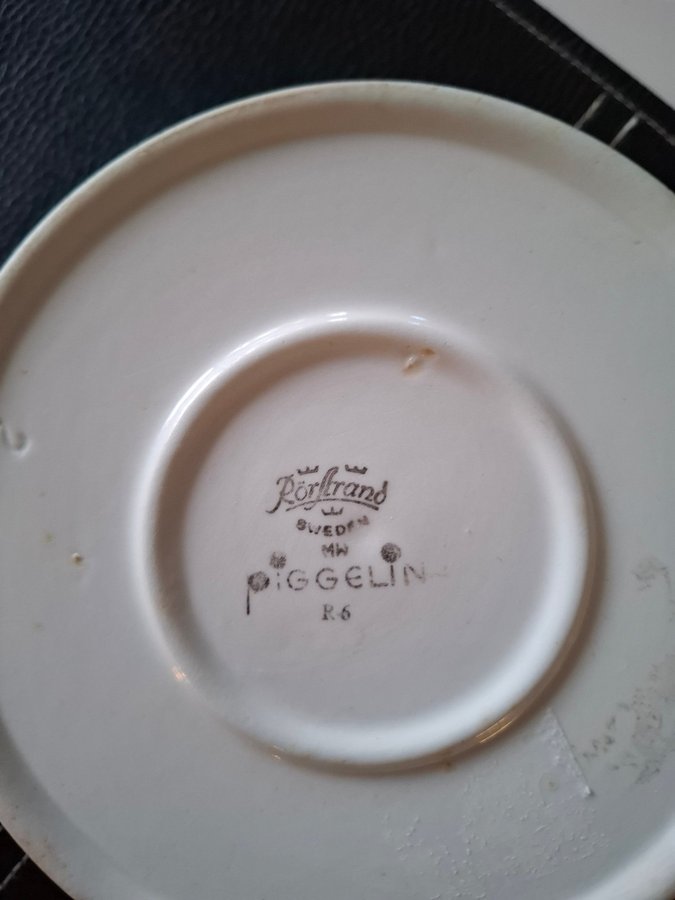 Rörstrand
SWEDEN
MW
PIGGELIN
R6